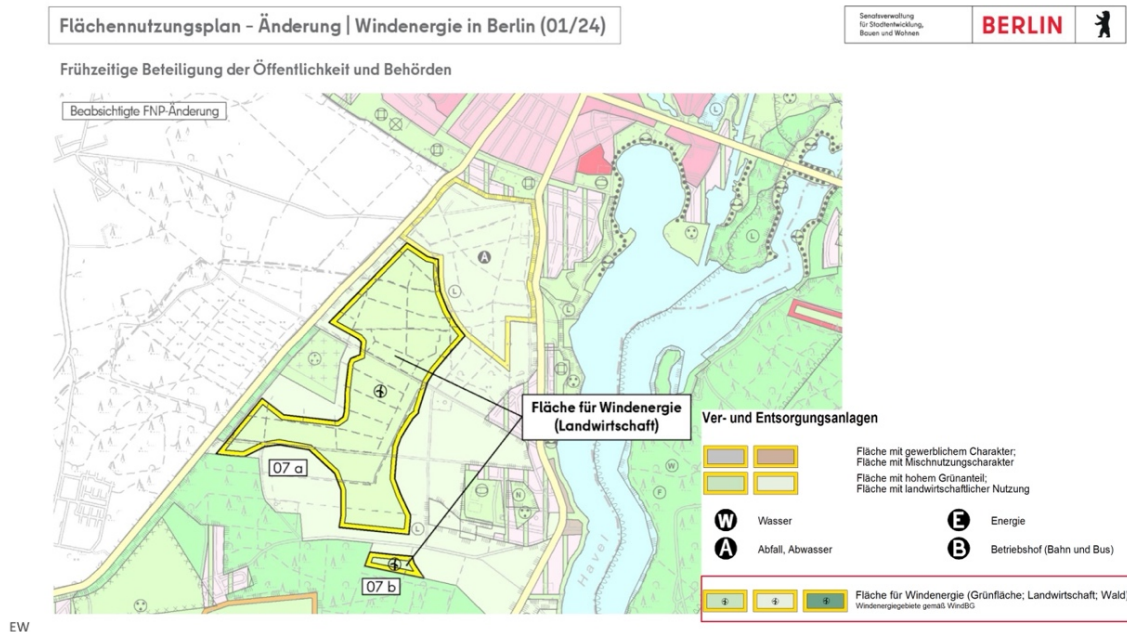 Flächennutzungsplan - Änderung | Windenergie in Berlin (01/24)
Senatsverwaltung
für Stadtentwicklung,
Bauen und Wohnen
BERLIN
Frühzeitige Beteiligung der Öffentlichkeit und Behörden
Beabsichtigte FNP-Änderung
L
L
A
L
L
Fläche für Windenergie
(Landwirtschaft)
07 a
W
N
F
L
07 b
Havel
Ver- und Entsorgungsanlagen
Fläche mit gewerblichem Charakter;
Fläche mit Mischnutzungscharakter
Fläche mit hohem Grünanteil;
Fläche mit landwirtschaftlicher Nutzung
W Wasser
E Energie
A Abfall, Abwasser
B Betriebshof (Bahn und Bus)
Fläche für Windenergie (Grünfläche; Landwirtschaft; Wald)
Windenergiegebiete gemäß WindBG
EW